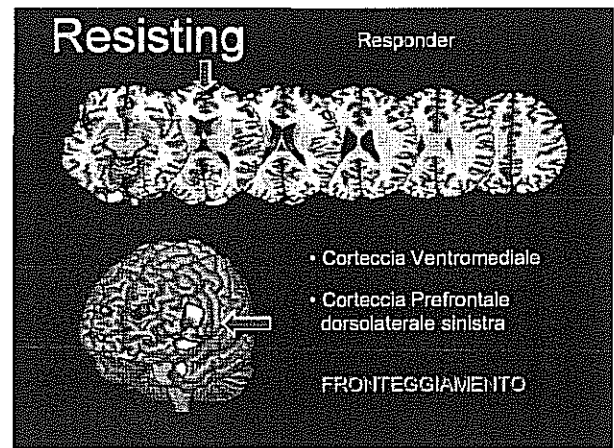 Resisting
Responder
• Corteccia Ventromediale
• Corteccia Prefrontale
dorsolaterale sinistra
FRONTEGGIAMENTO